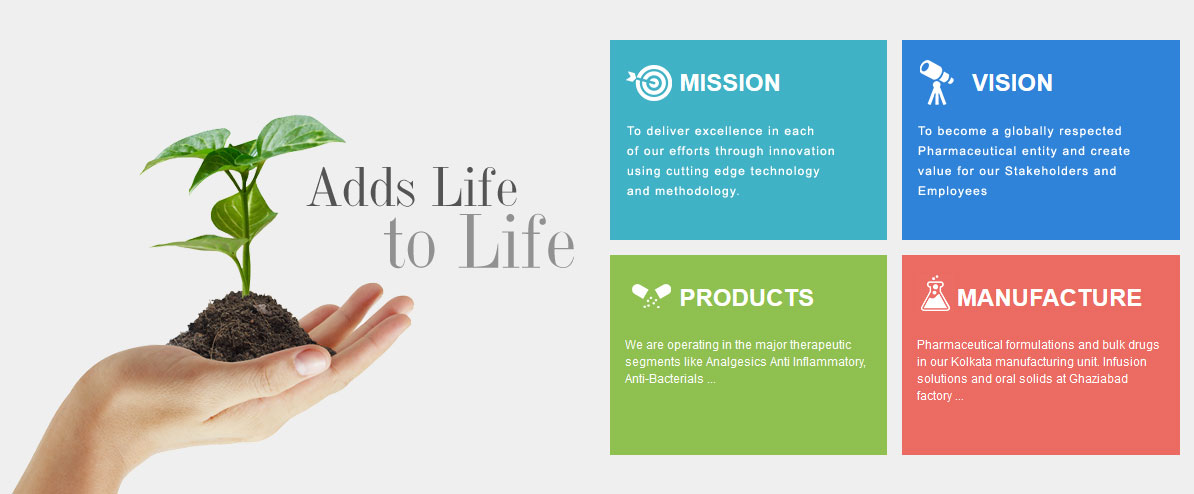 Adds Life
to Life
MISSION
To deliver excellence in each
of our efforts through innovation
using cutting edge technology
and methodology.
VISION
To become a globally respected
Pharmaceutical entity and create
value for our Stakeholders and
Employees
PRODUCTS
We are operating in the major therapeutic
segments like Analgesics Anti Inflammatory,
Anti-Bacterials ...
MANUFACTURE
Pharmaceutical formulations and bulk drugs
in our Kolkata manufacturing unit. Infusion
solutions and oral solids at Ghaziabad
factory ...